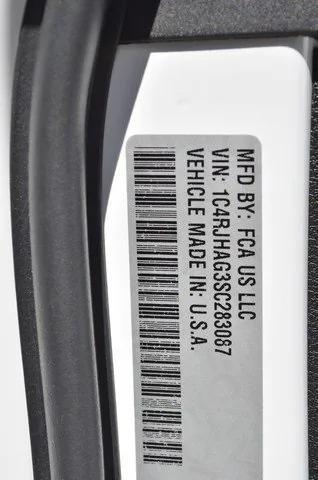 MFD BY: FCA US LLC
VIN: 1C4RJHAG3SC283087
VEHICLE MADE IN: U.S.A.